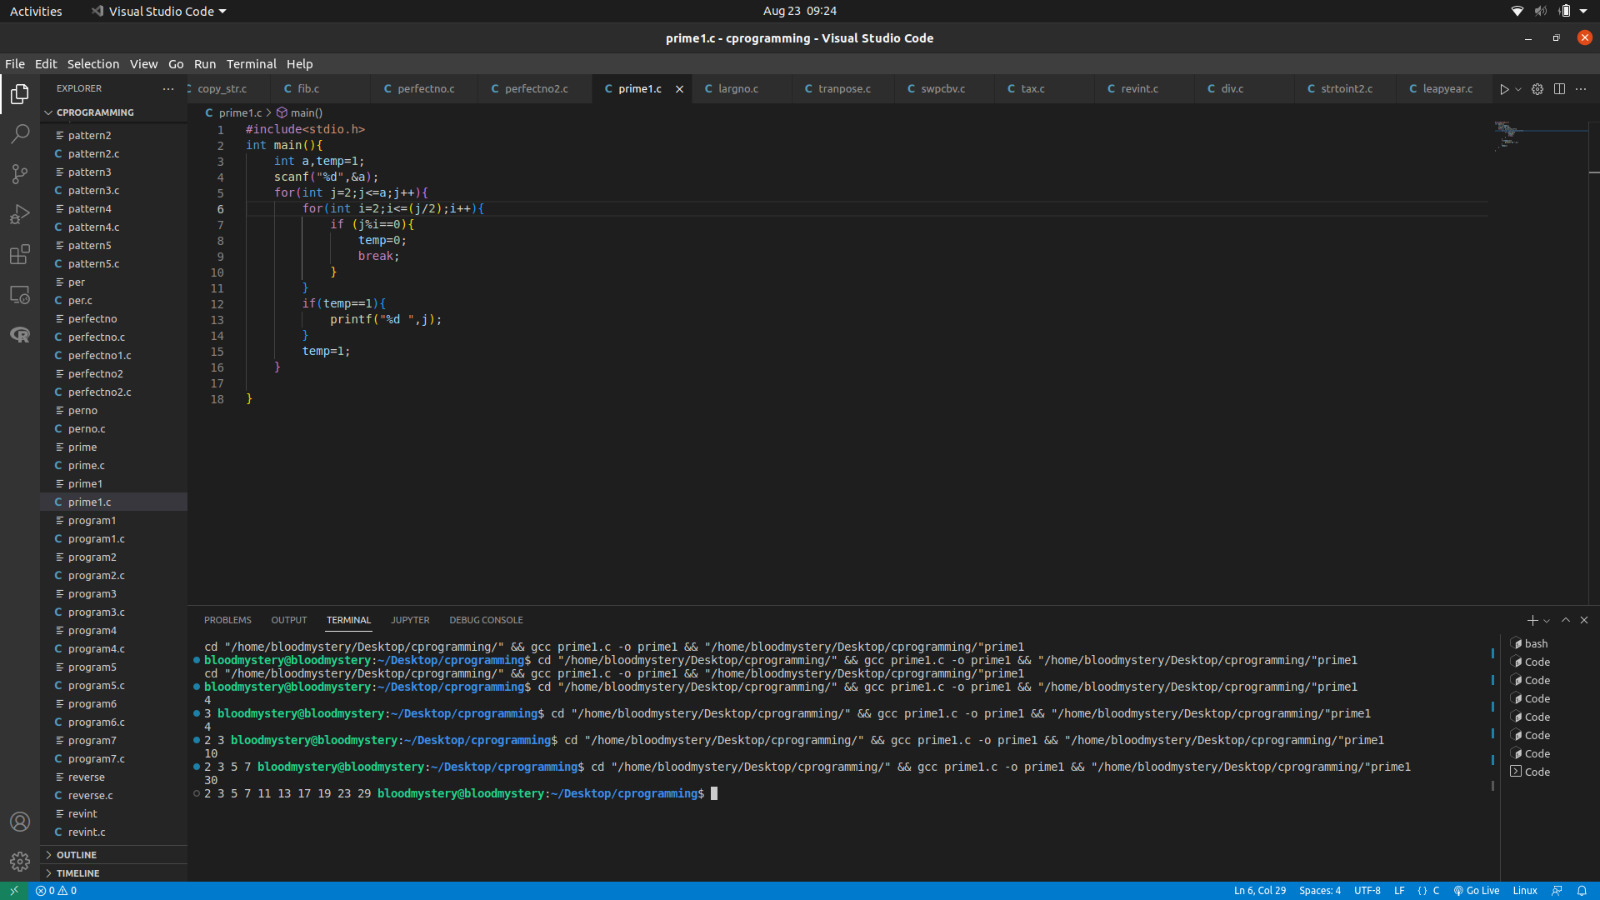 Activities Visual Studio Code Aug 23 09:24
prime1.c - cprogramming - Visual Studio Code
File Edit Selection View Go Run Terminal Help
EXPLORER ...
copy_str.c fib.c perfectno.c perfectno2.c prime1.c largno.c tranpose.c swpcbv.c tax.c revint.c div.c strtoint2.c leapyear.c
CPROGRAMMING
pattern2
pattern2.c
pattern3
pattern3.c
pattern4
pattern4.c
pattern5
pattern5.c
per
per.c
perfectno
perfectno.c
perfectno1.c
perfectno2
perfectno2.c
perno
perno.c
prime
prime.c
prime1
prime1.c
program1
program1.c
program2
program2.c
program3
program3.c
program4
program4.c
program5
program5.c
program6
program6.c
program7
program7.c
reverse
reverse.c
revint
revint.c
OUTLINE
TIMELINE
prime1.c > main()
1 #include<stdio.h>
2 int main(){
3 int a,temp=1;
4 scanf("%d",&a);
5 for(int j=2;j<=a;j++){
6 for(int i=2;i<=(j/2);i++){
7 if (j%i==0){
8 temp=0;
9 break;
10 }
11 }
12 if(temp==1){
13 printf("%d ",j);
14 }
15 temp=1;
16 }
17
18 }
PROBLEMS OUTPUT TERMINAL JUPYTER DEBUG CONSOLE
cd "/home/bloodmystery/Desktop/cprogramming/" && gcc prime1.c -o prime1 && "/home/bloodmystery/Desktop/cprogramming/"prime1
bloodmystery@bloodmystery:~/Desktop/cprogramming$ cd "/home/bloodmystery/Desktop/cprogramming/" && gcc prime1.c -o prime1 && "/home/bloodmystery/Desktop/cprogramming/"prime1
cd "/home/bloodmystery/Desktop/cprogramming/" && gcc prime1.c -o prime1 && "/home/bloodmystery/Desktop/cprogramming/"prime1
bloodmystery@bloodmystery:~/Desktop/cprogramming$ cd "/home/bloodmystery/Desktop/cprogramming/" && gcc prime1.c -o prime1 && "/home/bloodmystery/Desktop/cprogramming/"prime1
4
3 bloodmystery@bloodmystery:~/Desktop/cprogramming$ cd "/home/bloodmystery/Desktop/cprogramming/" && gcc prime1.c -o prime1 && "/home/bloodmystery/Desktop/cprogramming/"prime1
4
2 3 bloodmystery@bloodmystery:~/Desktop/cprogramming$ cd "/home/bloodmystery/Desktop/cprogramming/" && gcc prime1.c -o prime1 && "/home/bloodmystery/Desktop/cprogramming/"prime1
10
2 3 5 7 bloodmystery@bloodmystery:~/Desktop/cprogramming$ cd "/home/bloodmystery/Desktop/cprogramming/" && gcc prime1.c -o prime1 && "/home/bloodmystery/Desktop/cprogramming/"prime1
30
2 3 5 7 11 13 17 19 23 29 bloodmystery@bloodmystery:~/Desktop/cprogramming$
bash
Code
Code
Code
Code
Code
Code
Code
0 0 Ln 6, Col 29 Spaces: 4 UTF-8 LF {} C Go Live Linux